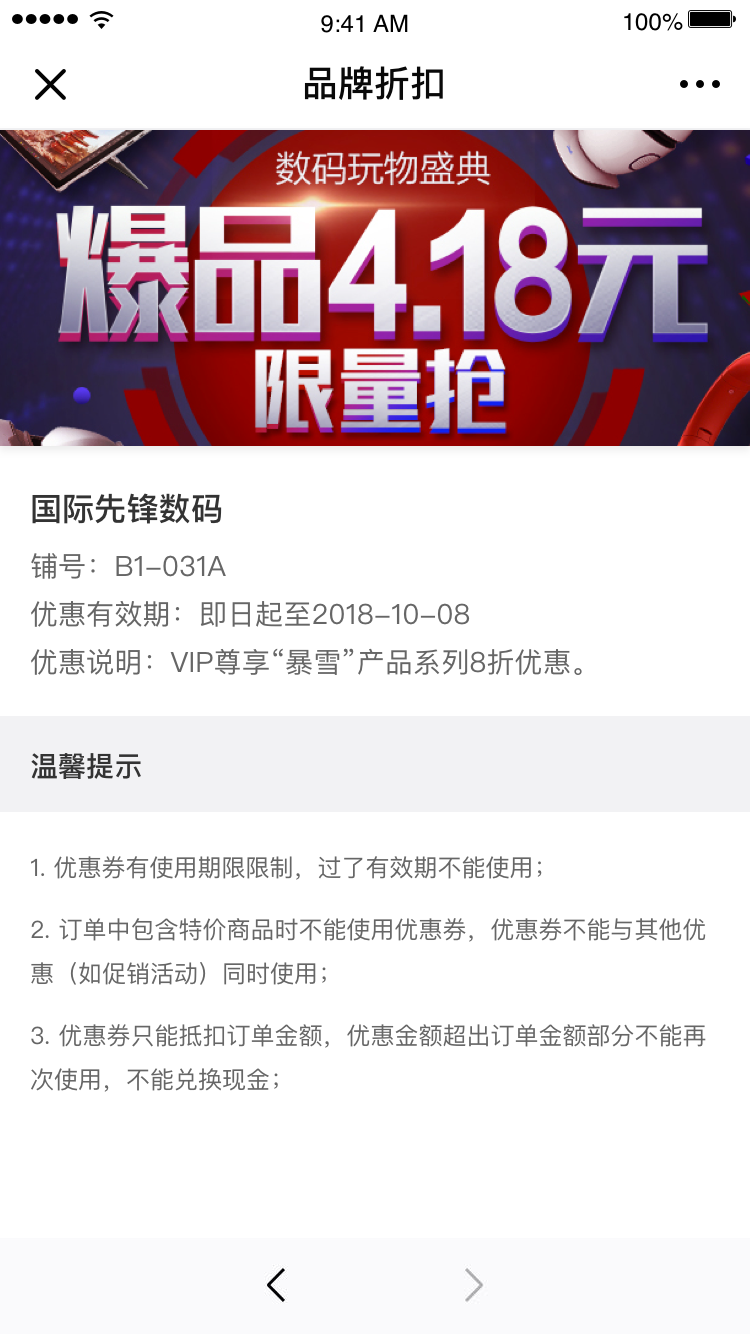 9:41 AM
100%
品牌折扣
数码玩物盛典
爆品4.18元
限量抢
国际先锋数码
铺号：B1-031A
优惠有效期：即日起至2018-10-08
优惠说明：VIP尊享“暴雪”产品系列8折优惠。
温馨提示
1. 优惠券有使用期限限制，过了有效期不能使用；
2. 订单中包含特价商品时不能使用优惠券，优惠券不能与其他优
惠（如促销活动）同时使用；
3. 优惠券只能抵扣订单金额，优惠金额超出订单金额部分不能再
次使用，不能兑换现金；